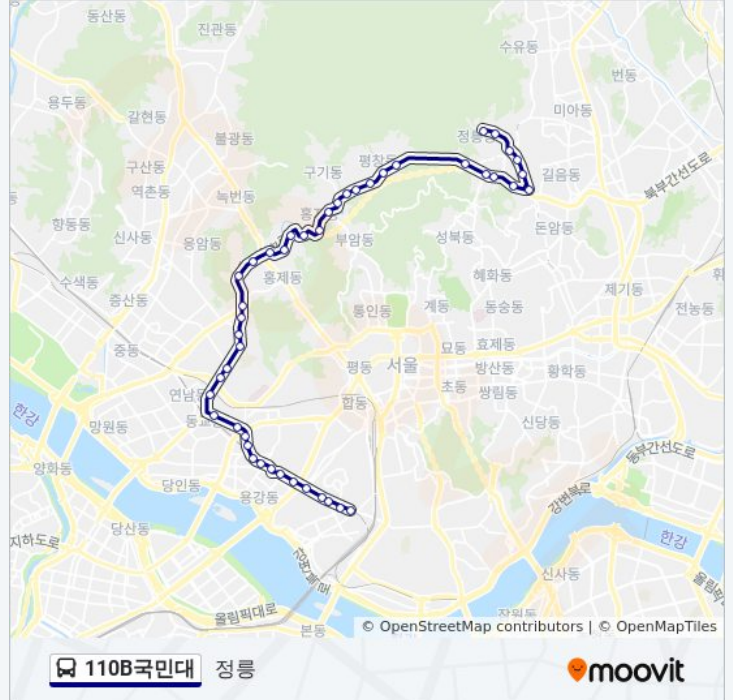 동산동
진관동
수유동
번동
용두동
갈현동
미아동
불광동
정릉동
평창동
구기동
구산동
길음동
북부간선도로
역촌동
녹번동
향동동
신사동
응암동
부암동
성북동
돈암동
수색동
홍제동
혜화동
증산동
통인동
계동
동숭동
제기동
전농동
중동
묘동
효제동
평동
서울
방산동
황학동
연남동
초동
쌍림동
합동
한강
망원동
신당동
양화동
동부간선도로
당인동
용강동
강변북로
당산동
지하도로
한강
강변북로
신사동
올림픽대로
올림픽
본동
잠원동
© OpenStreetMap contributors | © OpenMapTiles
110B국민대 정릉
moovit